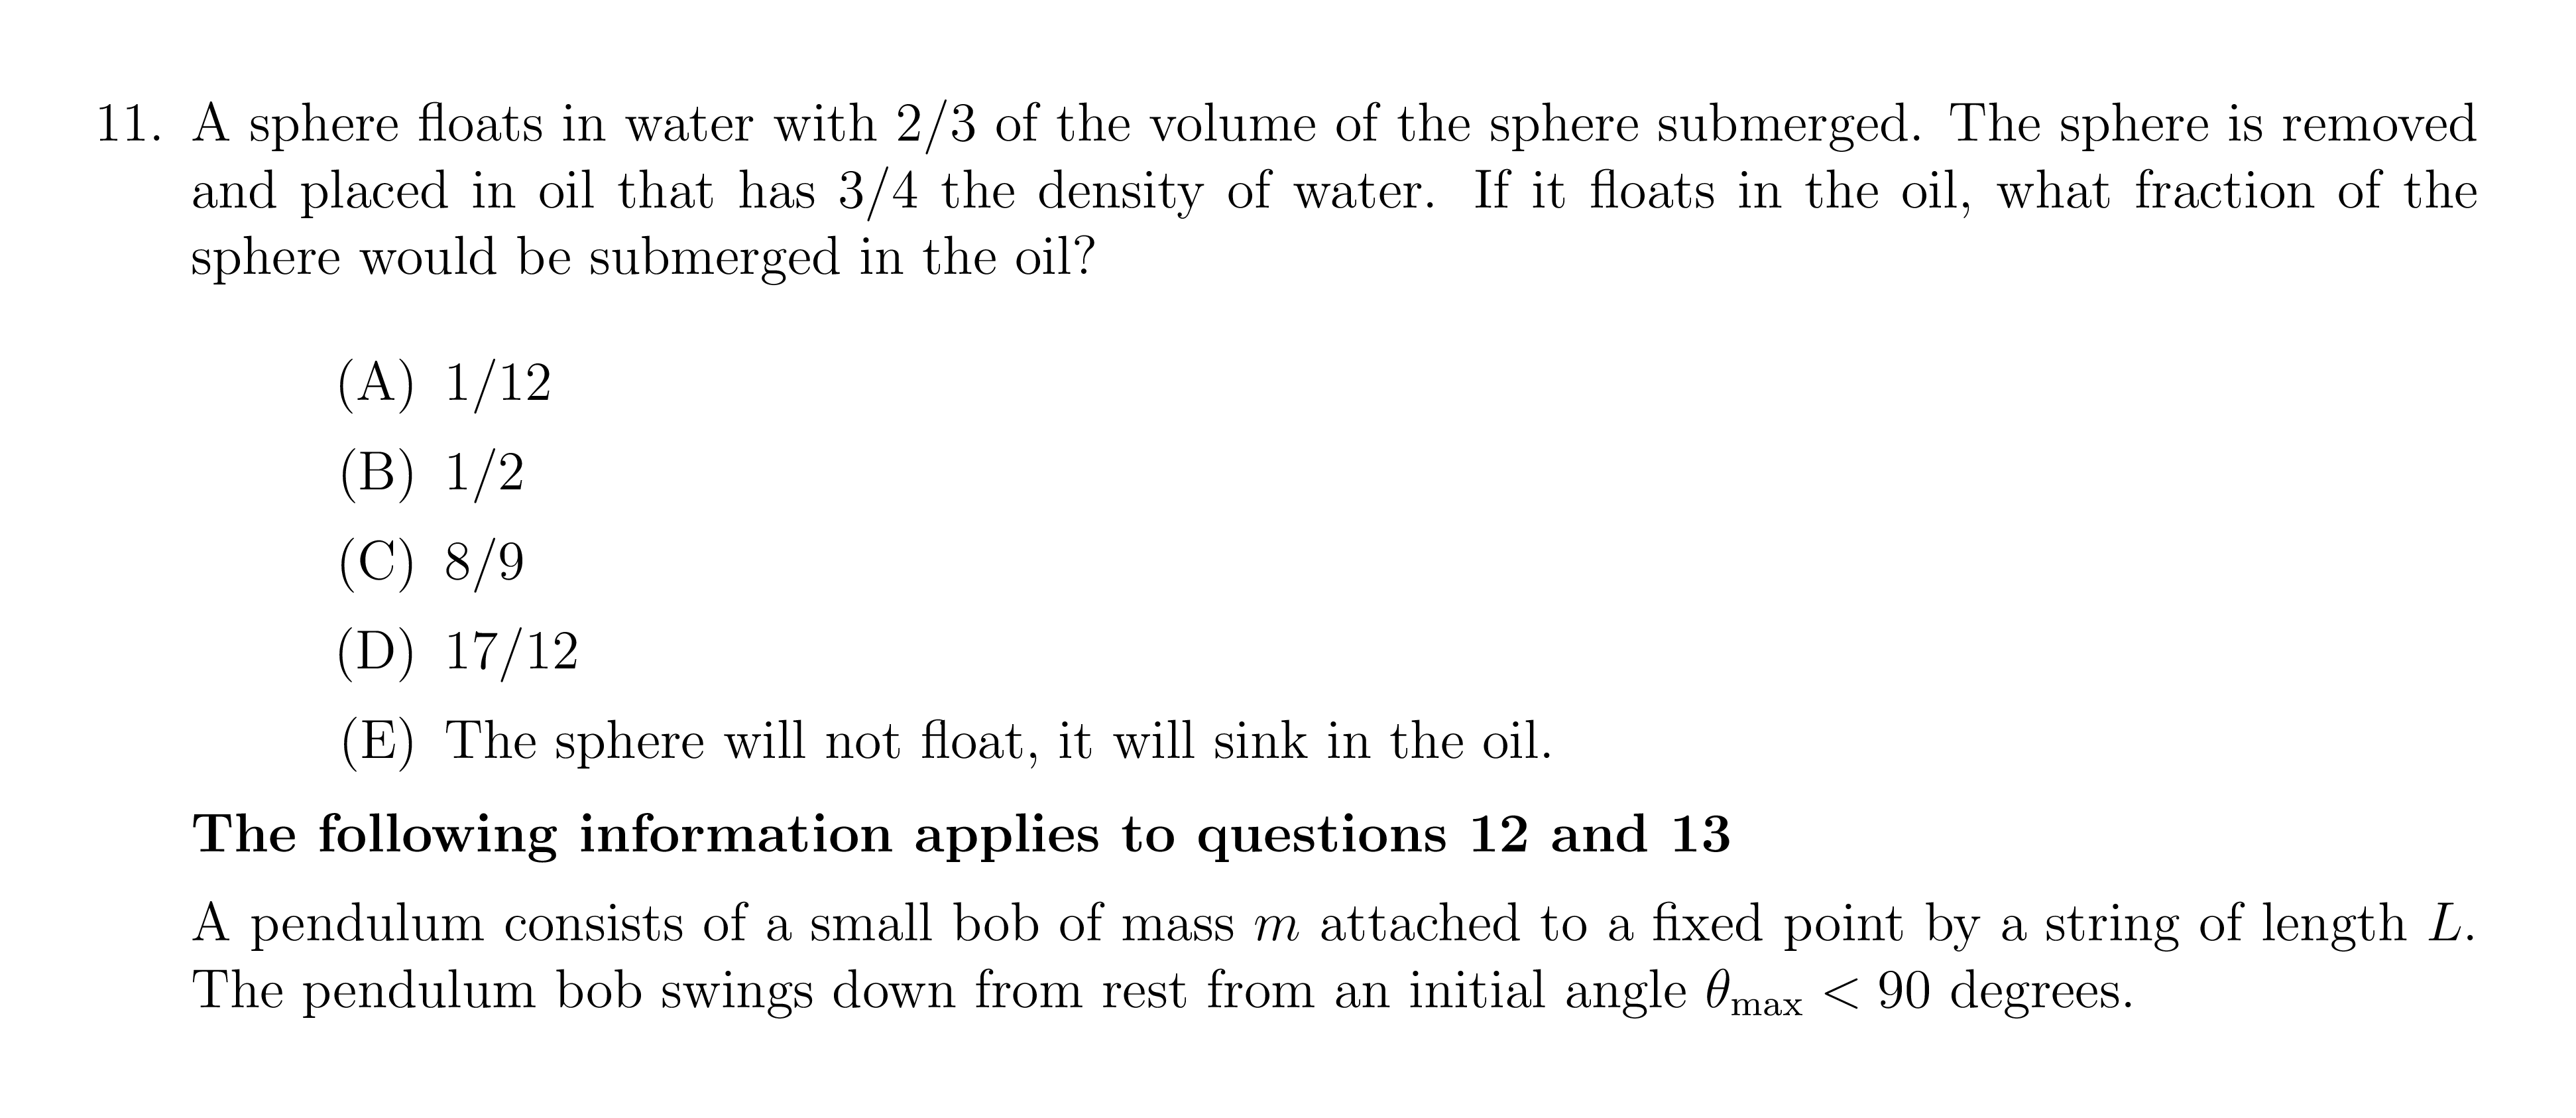 11. A sphere floats in water with 2/3 of the volume of the sphere submerged. The sphere is removed
and placed in oil that has 3/4 the density of water. If it floats in the oil, what fraction of the
sphere would be submerged in the oil?
(A) 1/12
(B) 1/2
(C) 8/9
(D) 17/12
(E) The sphere will not float, it will sink in the oil.
The following information applies to questions 12 and 13
A pendulum consists of a small bob of mass m attached to a fixed point by a string of length L.
The pendulum bob swings down from rest from an initial angle θ_max < 90 degrees.